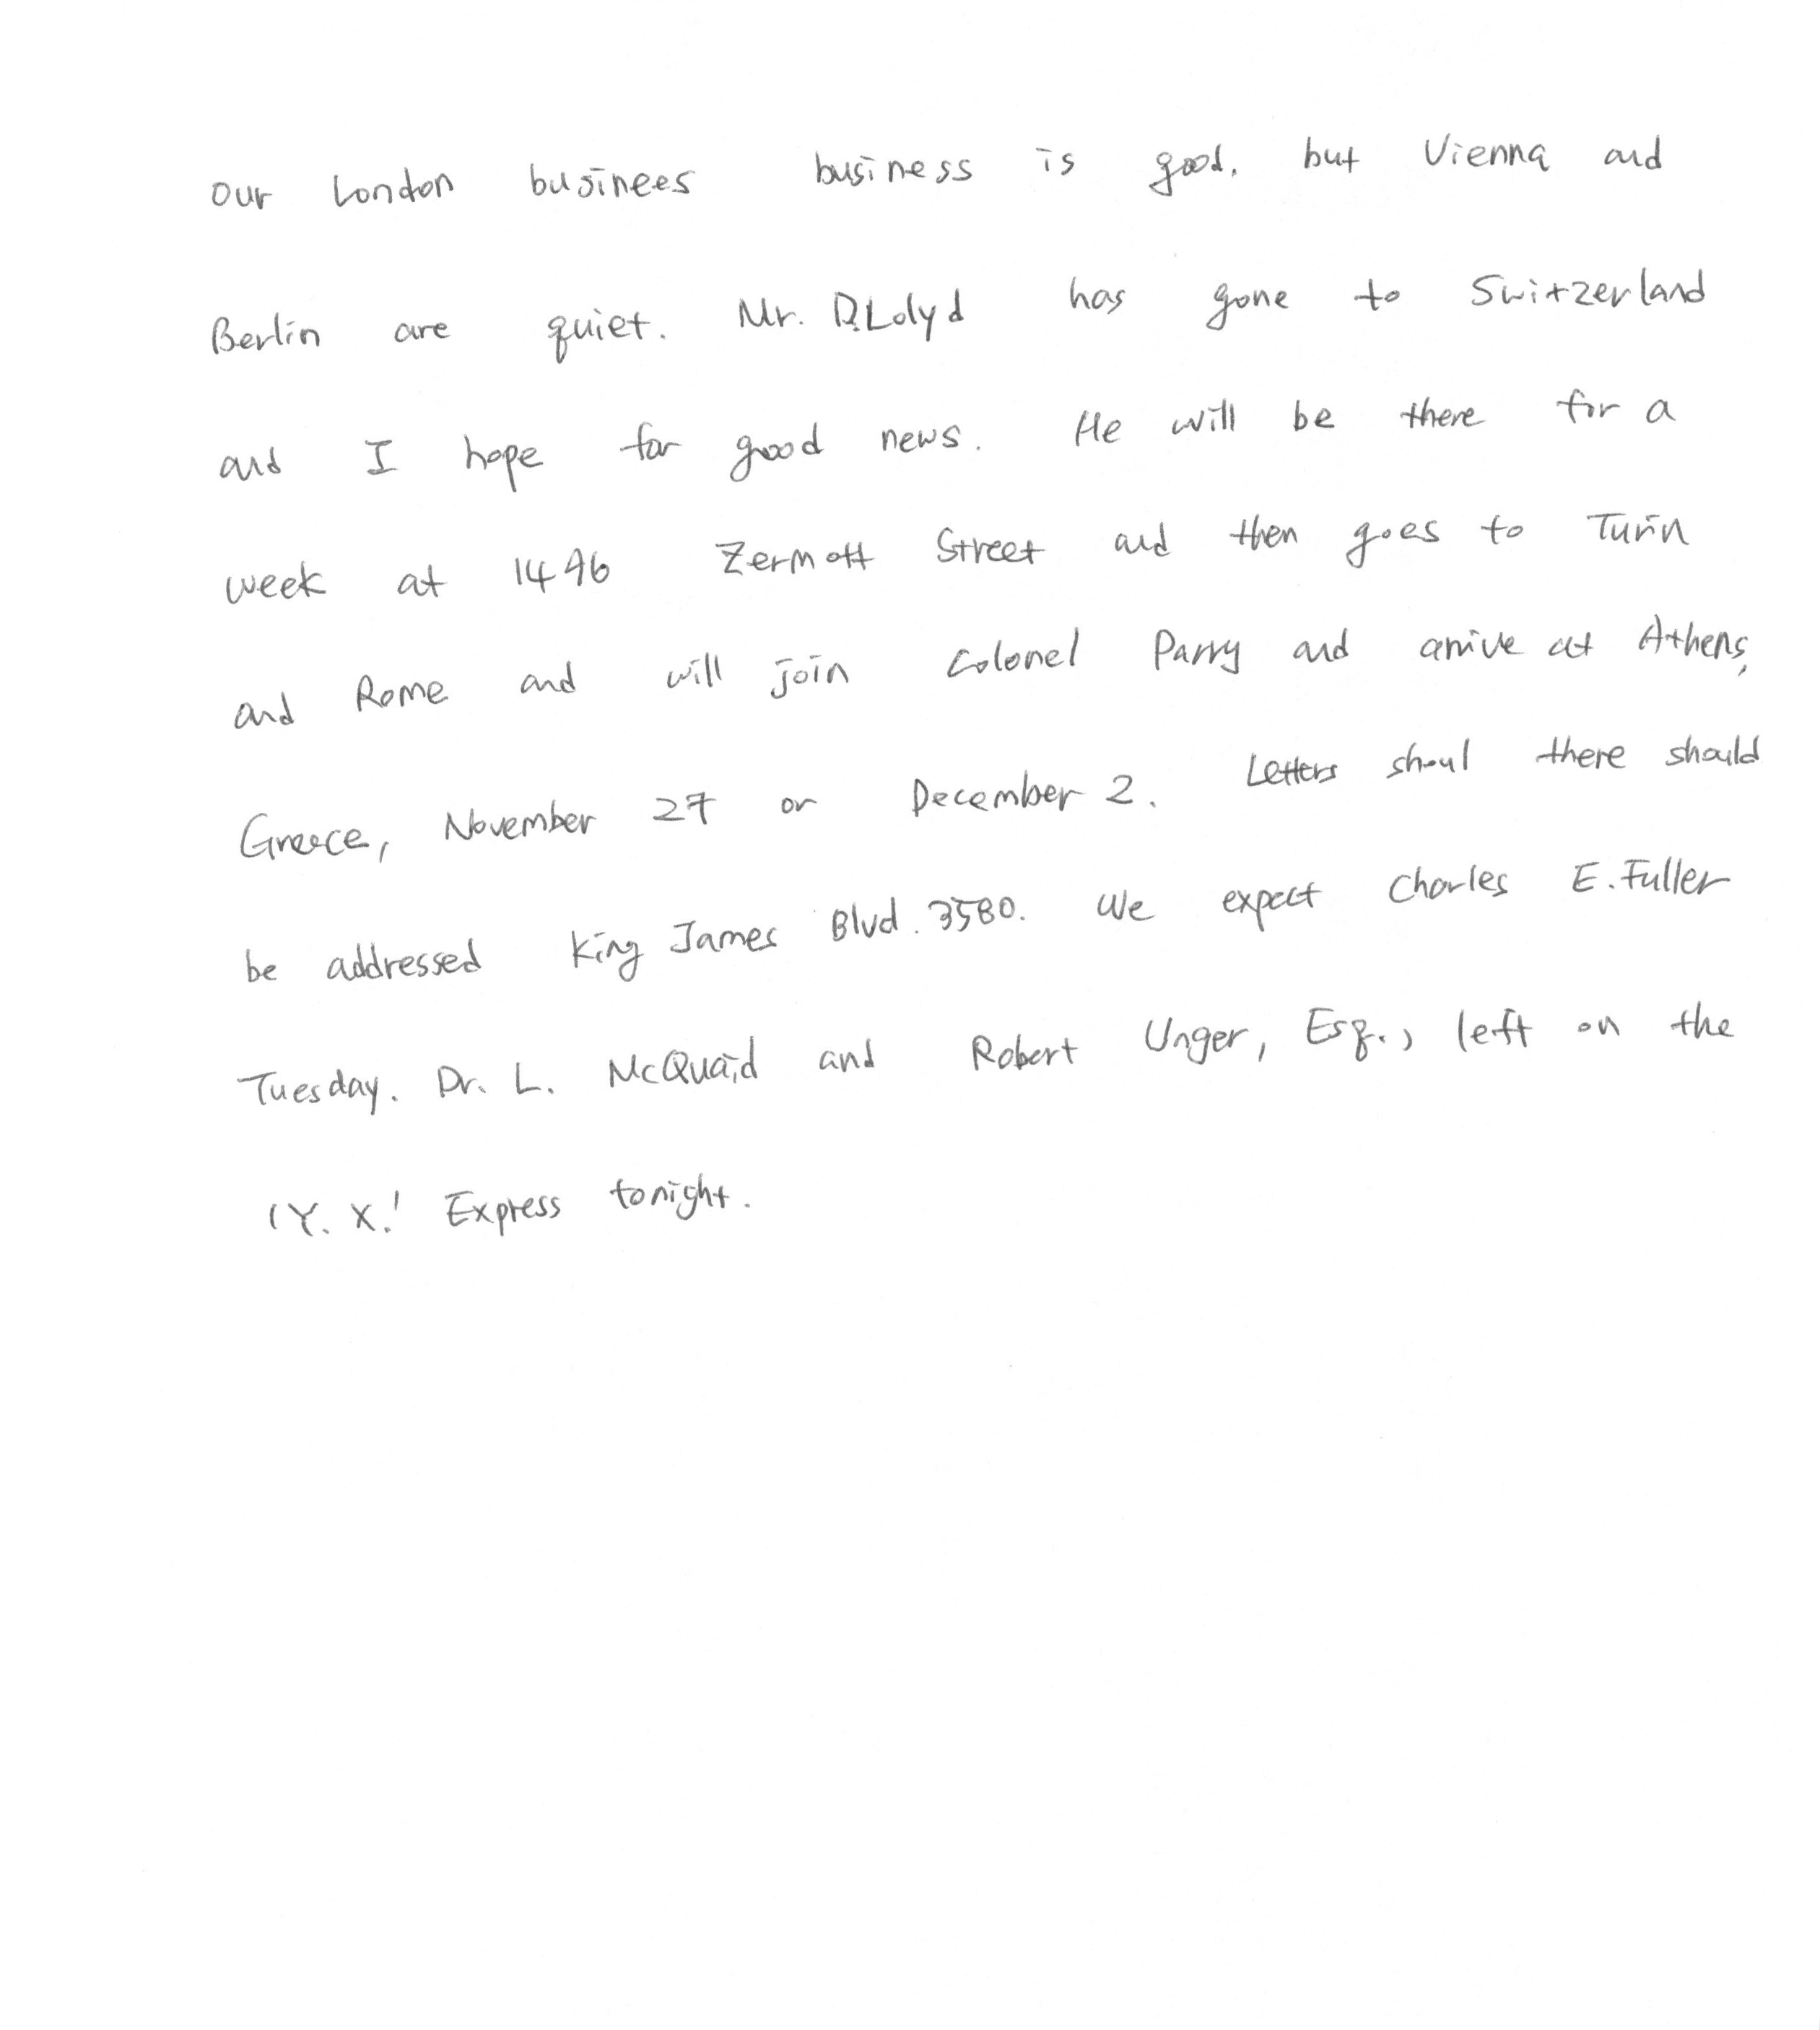 our London businees business is good, but Vienna and
Berlin are quiet. Mr. D.Lolyd has gone to Switzerland
and I hope for good news. He will be there for a
week at 1496 Zermott Street and then goes to Turin
and Rome and will join Colonel Parry and arrive at Athens,
Greece, November 27 or December 2. Letters shoul there should
be addressed King James Blvd. 3580. We expect Charles E. Fuller
Tuesday. Dr. L. McQuaid and Robert Unger, Esq., left on the
'Y. X.' Express tonight.